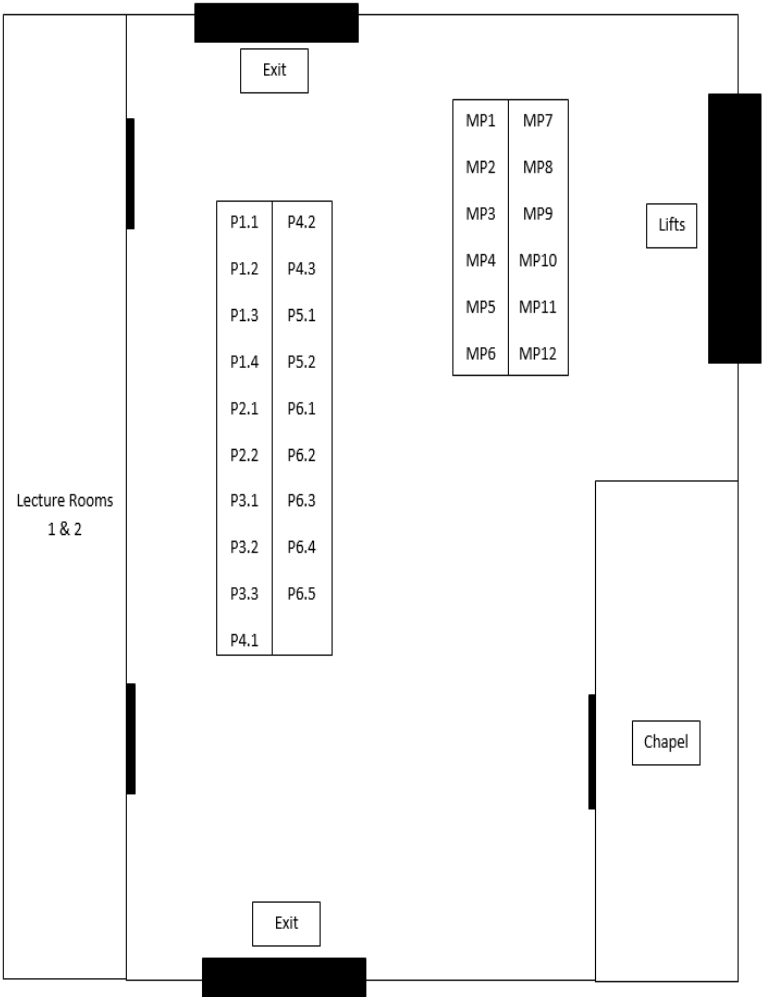 Exit
MP1 MP7
MP2 MP8
MP3 MP9
MP4 MP10
MP5 MP11
MP6 MP12
Lifts
P1.1 P4.2
P1.2 P4.3
P1.3 P5.1
P1.4 P5.2
P2.1 P6.1
P2.2 P6.2
P3.1 P6.3
P3.2 P6.4
P3.3 P6.5
P4.1
Lecture Rooms
1 & 2
Chapel
Exit